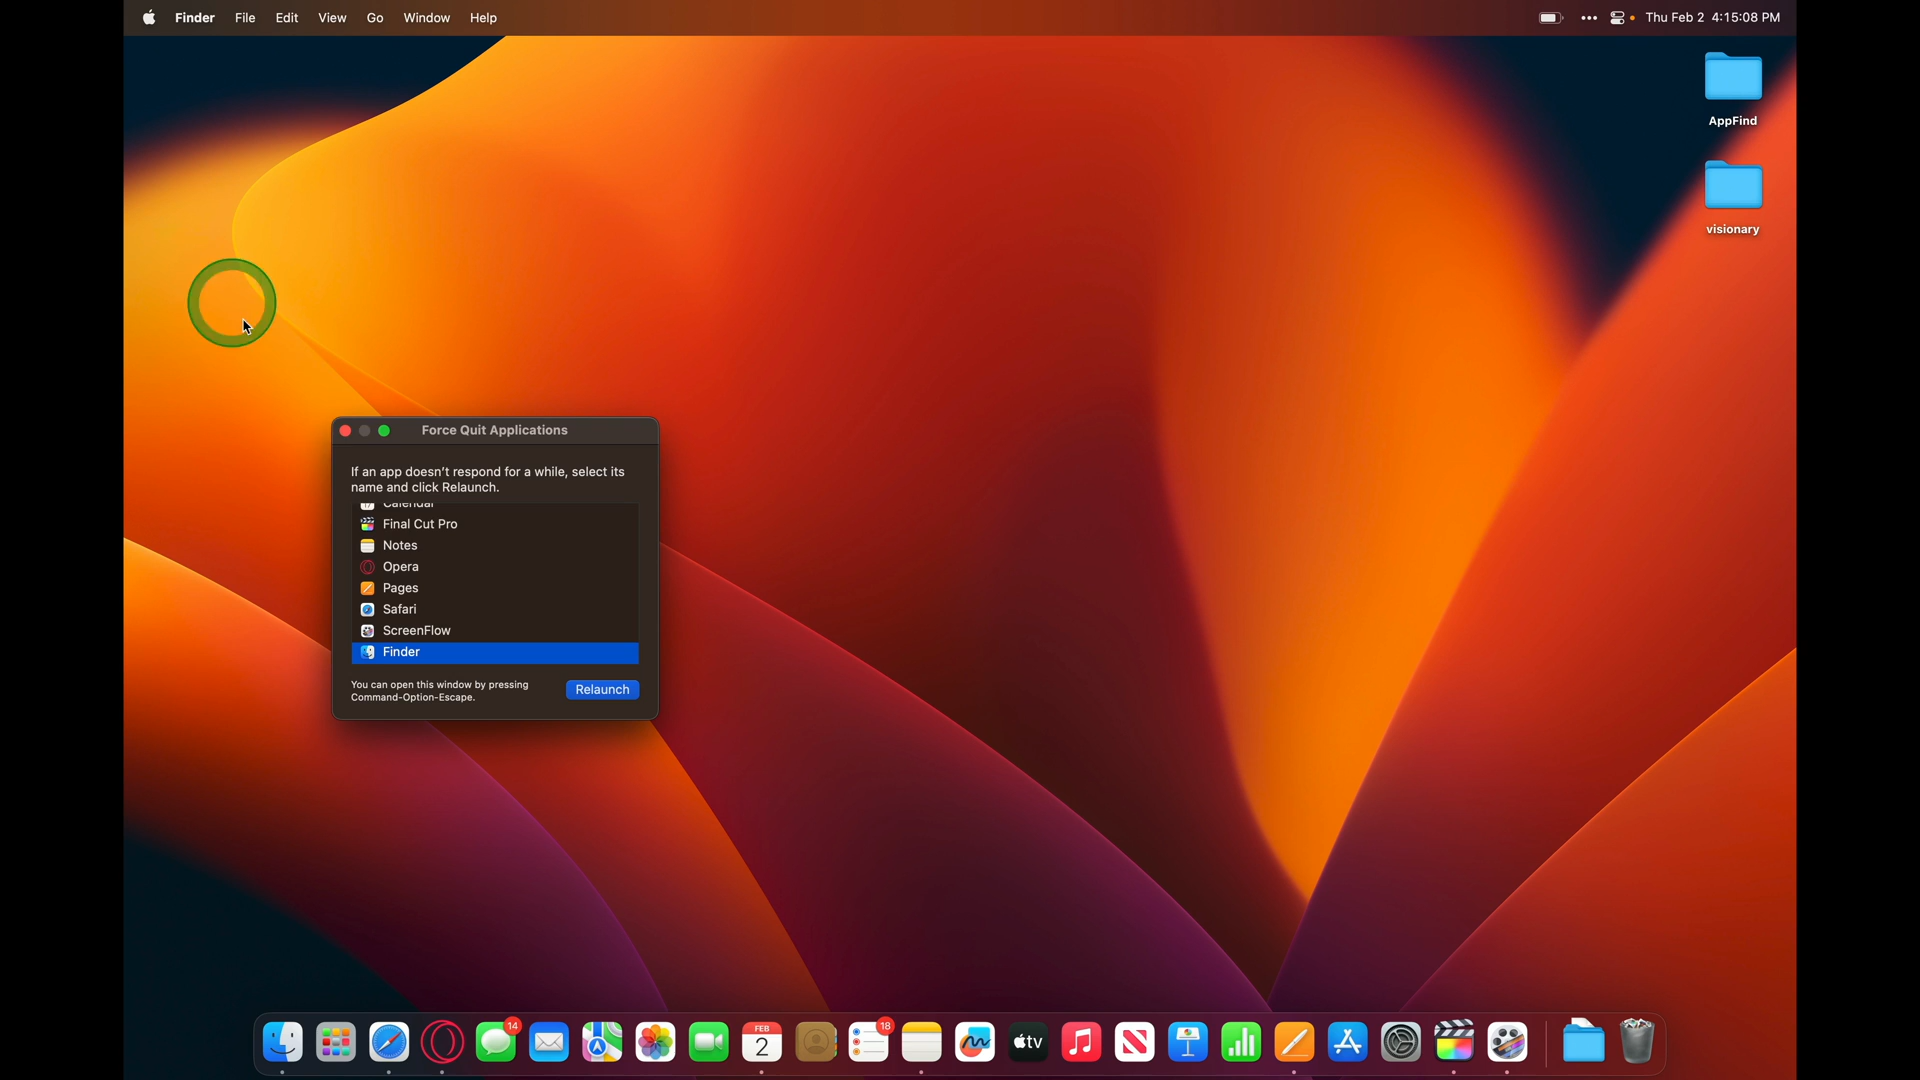 Finder File Edit View Go Window Help
Thu Feb 2 4:15:08 PM
AppFind
visionary
Force Quit Applications
If an app doesn't respond for a while, select its
name and click Relaunch.
Calendar
Final Cut Pro
Notes
Opera
Pages
Safari
ScreenFlow
Finder
You can open this window by pressing
Command-Option-Escape.
Relaunch
14
FEB
2
18
tv